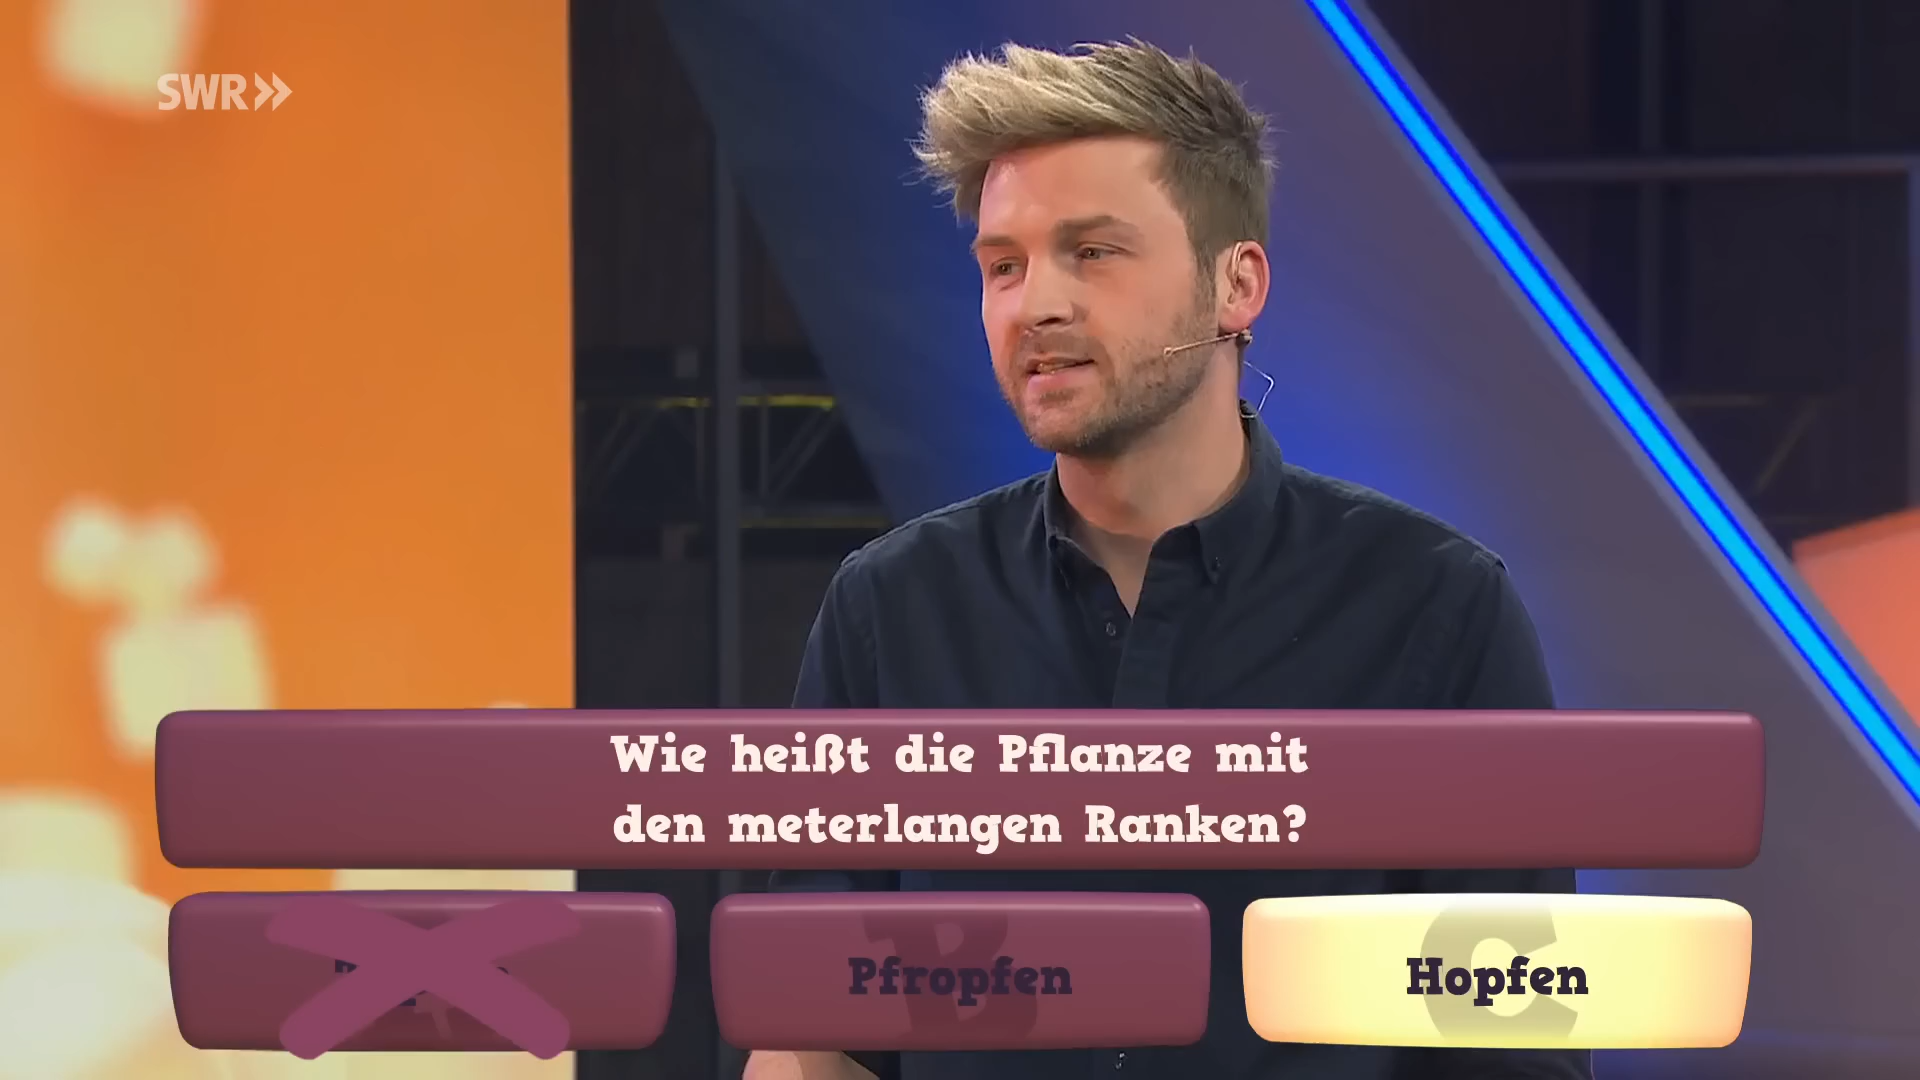 SWR
Wie heißt die Pflanze mit
den meterlangen Ranken?
B
Pfropfen
C
Hopfen